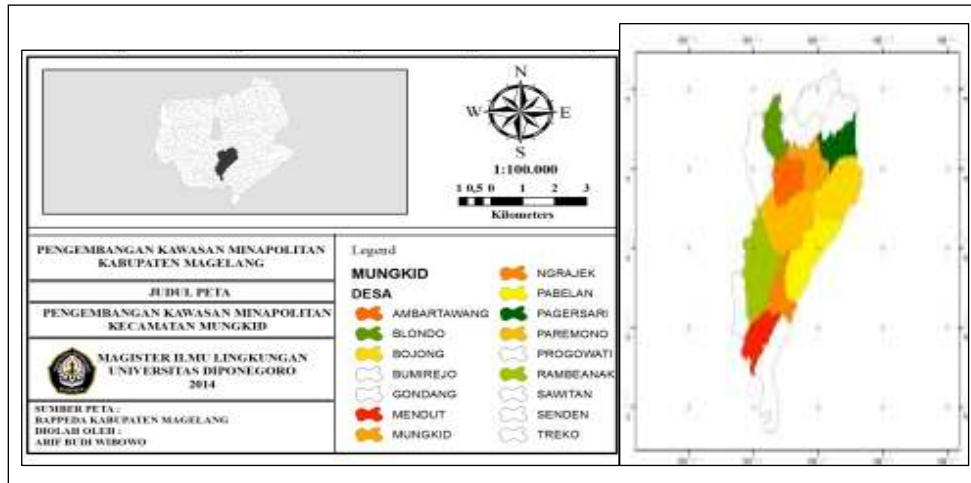 N
W E
S
1:100.000
1 0,5 0 1 2 3
Kilometers
PENGEMBANGAN KAWASAN MINAPOLITAN
KABUPATEN MAGELANG
JUDUL PETA
PENGEMBANGAN KAWASAN MINAPOLITAN
KECAMATAN MUNGKID
MAGISTER ILMU LINGKUNGAN
UNIVERSITAS DIPONEGORO
2014
SUMBER PETA :
BAPPEDA KABUPATEN MAGELANG
DIOLAH OLEH :
ARIF BUDI WIBOWO
Legend
MUNGKID
DESA
AMBARTAWANG
BLONDO
BOJONG
BUMIREJO
GONDANG
MENDUT
MUNGKID
NGRAJEK
PABELAN
PAGERSARI
PAREMONO
PROGOWATI
RAMBEANAK
SAWITAN
SENDEN
TREKO